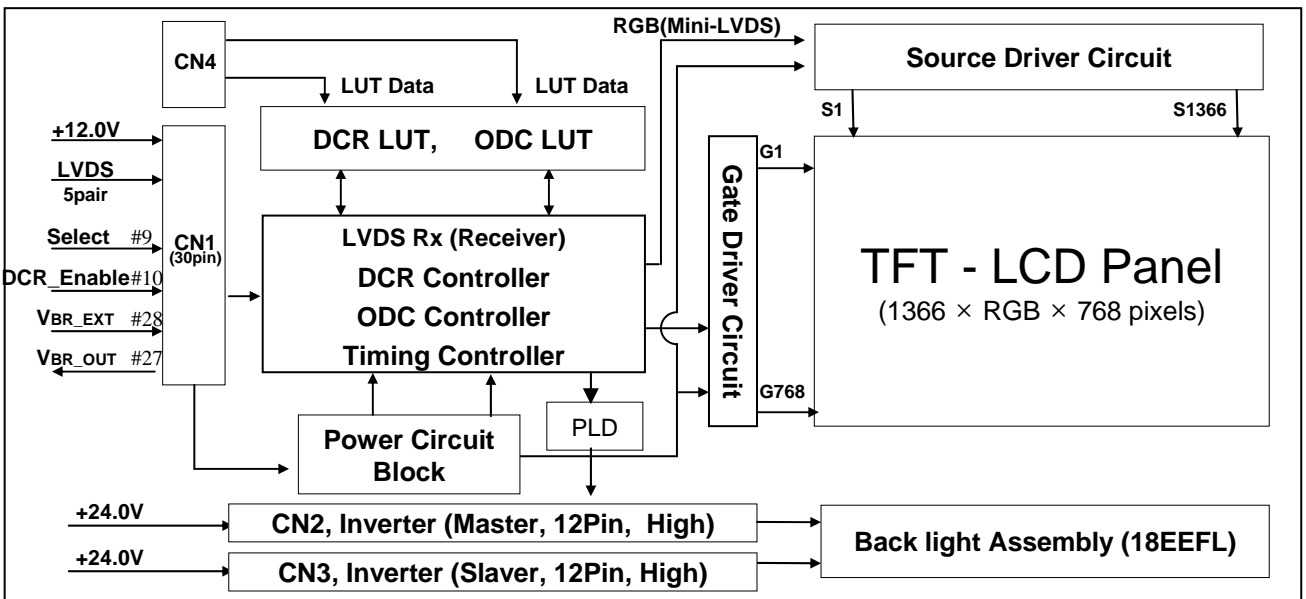 RGB(Mini-LVDS)
CN4
Source Driver Circuit
LUT Data
LUT Data
S1
S1366
+12.0V
DCR LUT, ODC LUT
LVDS
5pair
G1
Select #9
CN1
(30pin)
LVDS Rx (Receiver)
DCR_Enable#10
DCR Controller
VBR_EXT #28
ODC Controller
VBR_OUT #27
Timing Controller
Gate Driver Circuit
TFT - LCD Panel
(1366 × RGB × 768 pixels)
G768
PLD
Power Circuit
Block
+24.0V
CN2, Inverter (Master, 12Pin, High)
Back light Assembly (18EEFL)
+24.0V
CN3, Inverter (Slaver, 12Pin, High)